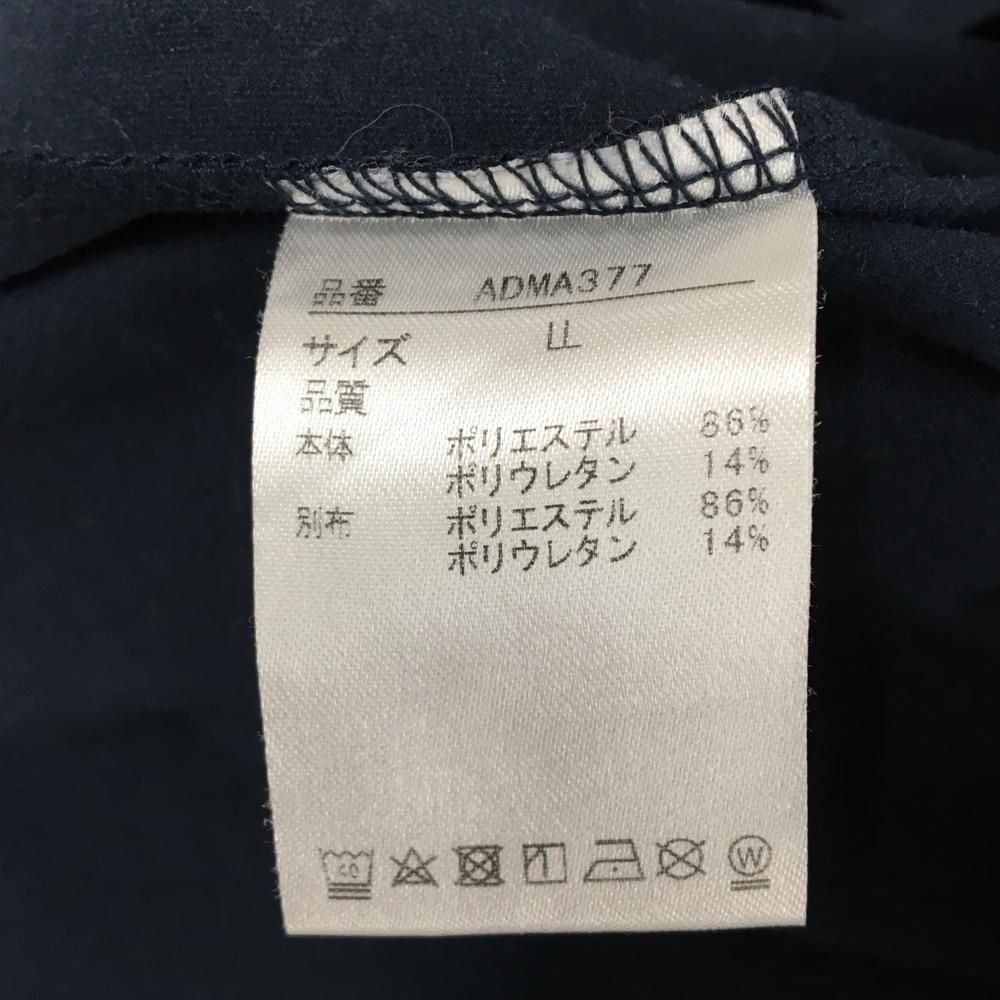 品番 ADMA377
サイズ LL
品質
本体 ポリエステル 86%
ポリウレタン 14%
別布 ポリエステル 86%
ポリウレタン 14%
40 W